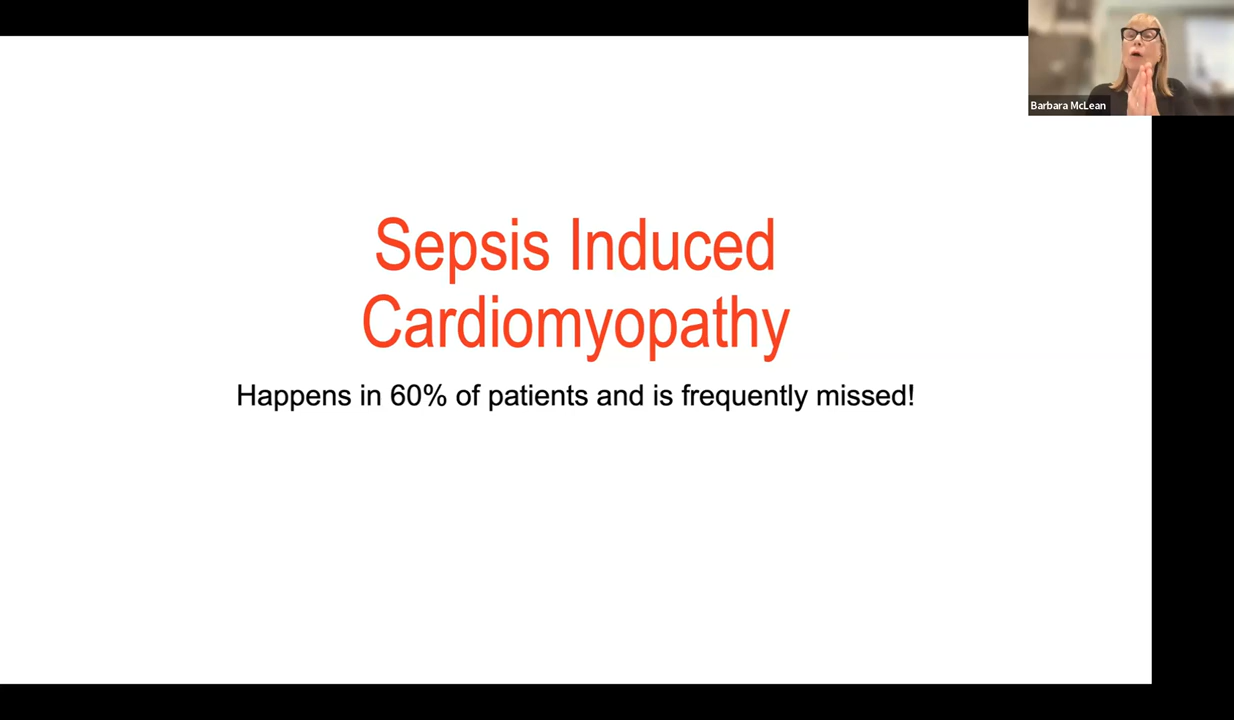 Barbara McLean
Sepsis Induced
Cardiomyopathy
Happens in 60% of patients and is frequently missed!